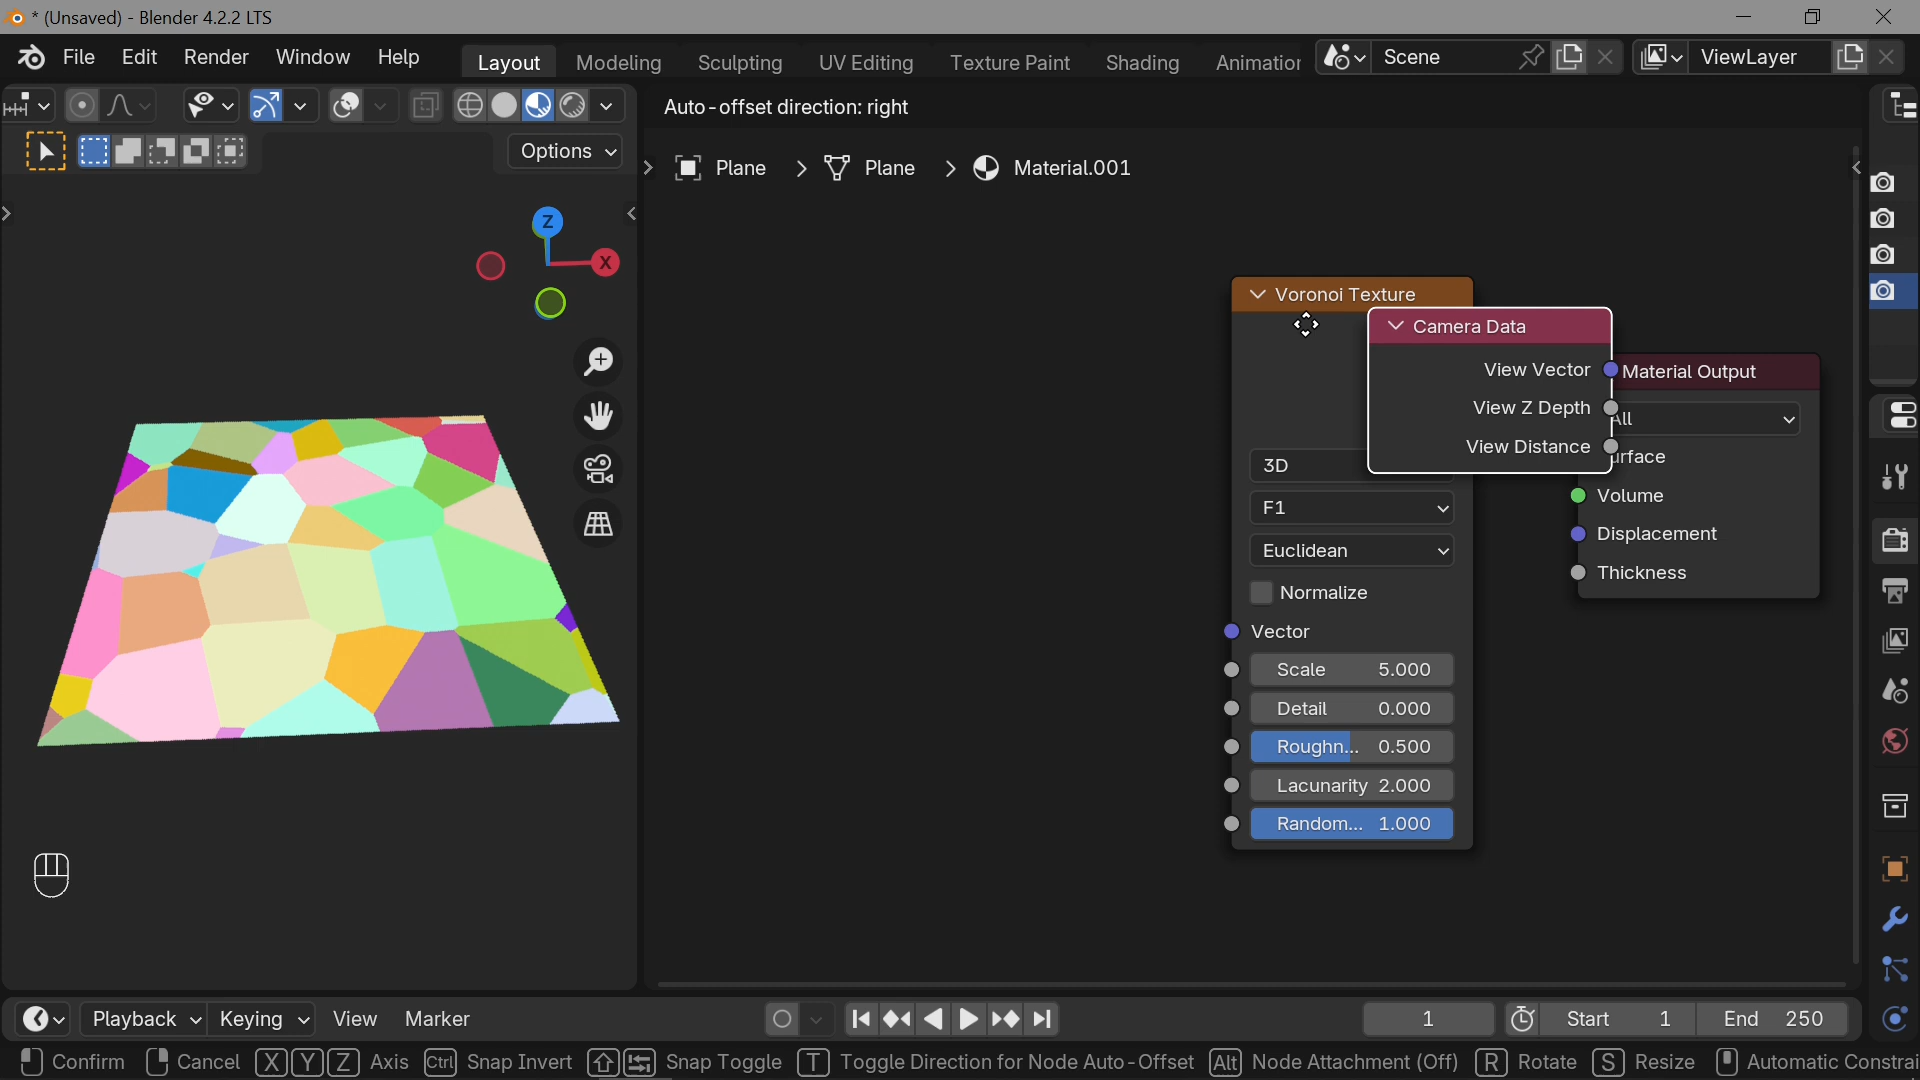 * (Unsaved) - Blender 4.2.2 LTS
File Edit Render Window Help Layout Modeling Sculpting UV Editing Texture Paint Shading Animation Scene ViewLayer
Auto-offset direction: right
Options
Plane Plane Material.001
Z
X
Voronoi Texture
Camera Data
View Vector
View Z Depth
View Distance
Material Output
All
urface
Volume
Displacement
Thickness
3D
F1
Euclidean
Normalize
Vector
Scale 5.000
Detail 0.000
Roughn... 0.500
Lacunarity 2.000
Random... 1.000
Playback Keying View Marker 1 Start 1 End 250
Confirm Cancel X Y Z Axis Ctrl Snap Invert Snap Toggle T Toggle Direction for Node Auto-Offset Alt Node Attachment (Off) R Rotate S Resize Automatic Constrai